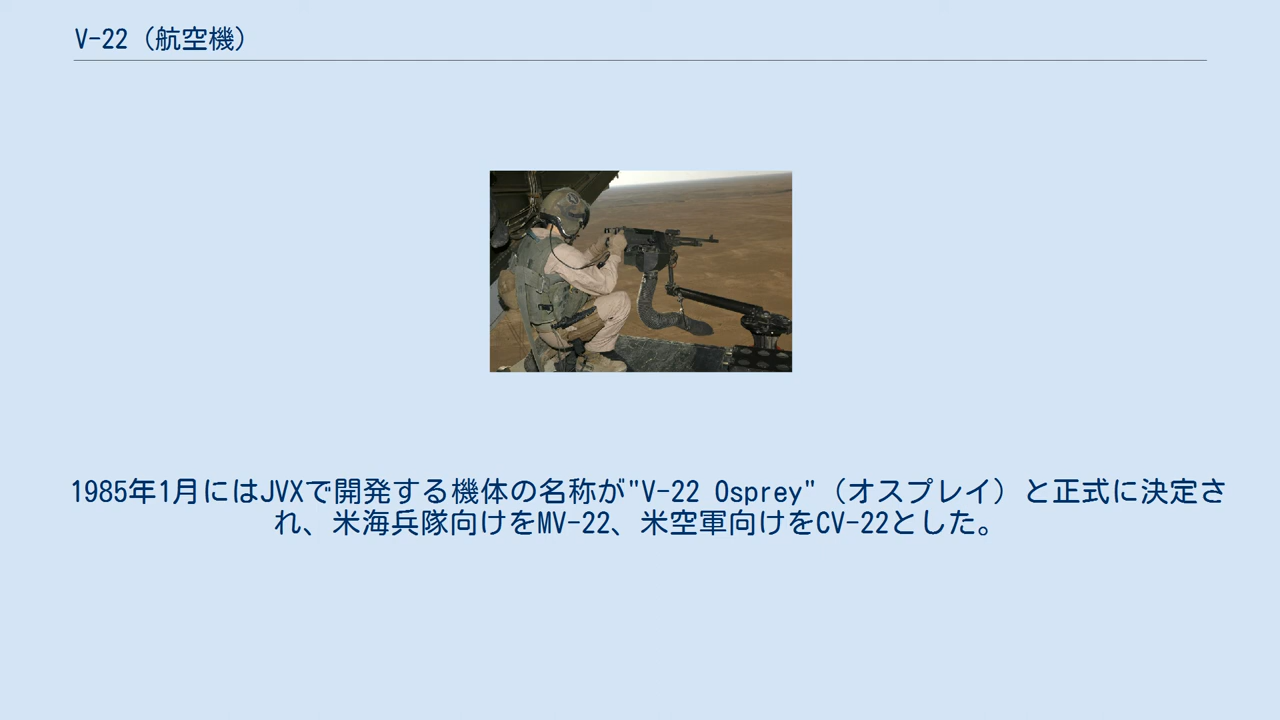 V-22（航空機）
1985年1月にはJVXで開発する機体の名称が"V-22 Osprey"（オスプレイ）と正式に決定さ
れ、米海兵隊向けをMV-22、米空軍向けをCV-22とした。